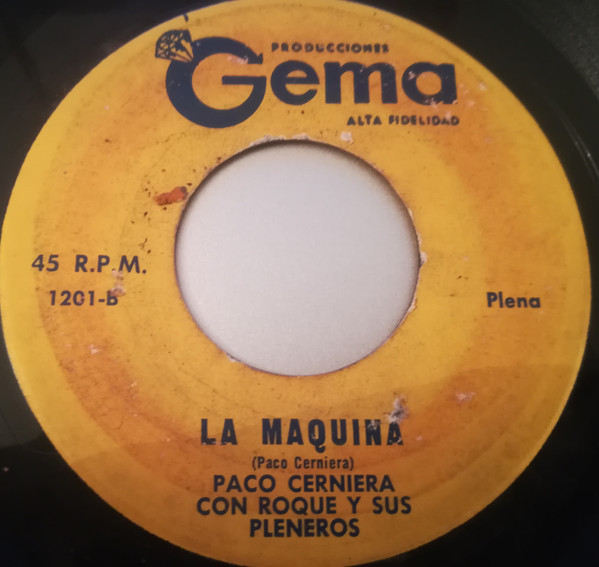 PRODUCCIONES
Gema
ALTA FIDELIDAD
45 R.P.M.
1201-B
Plena
LA MAQUINA
(Paco Cerniera)
PACO CERNIERA
CON ROQUE Y SUS
PLENEROS